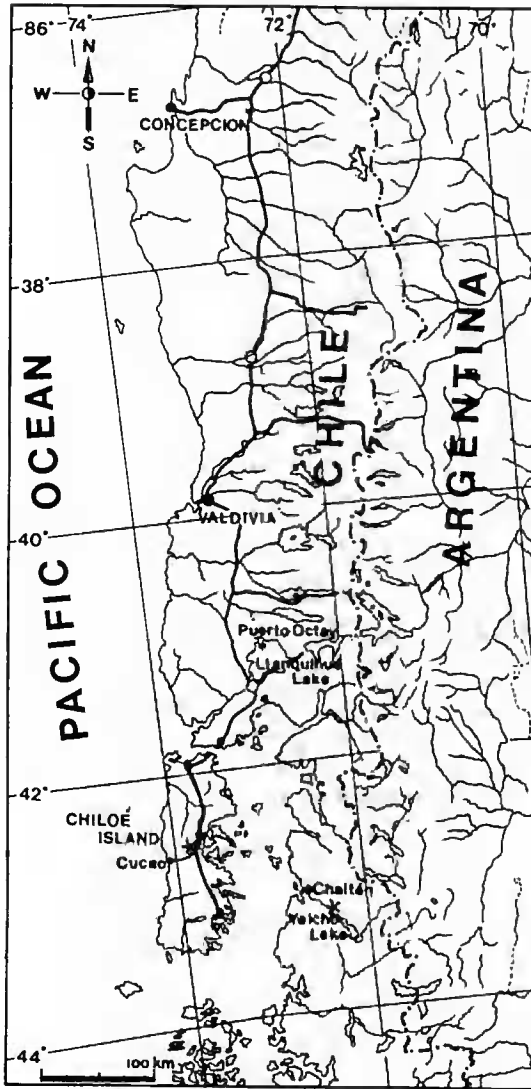 86° 74° 72° 70°
N
W E
S
CONCEPCION
38°
CHILE
ARGENTINA
PACIFIC OCEAN
VALDIVIA
40°
Puerto Octay
Llanquihue
Lake
42°
CHILOÉ
ISLAND
Cucao
Chaitén
Yelcho
Lake
44°
100 km